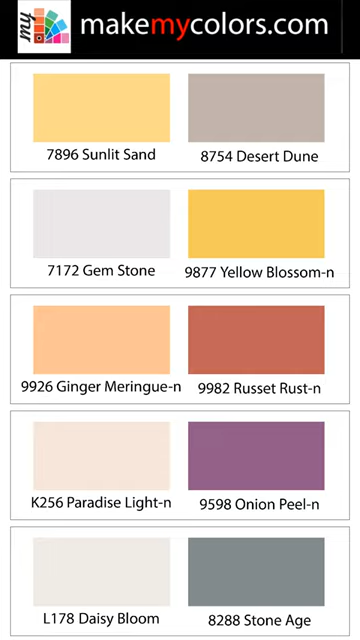 mm
makemycolors.com
7896 Sunlit Sand
8754 Desert Dune
7172 Gem Stone
9877 Yellow Blossom-n
9926 Ginger Meringue-n
9982 Russet Rust-n
K256 Paradise Light-n
9598 Onion Peel-n
L178 Daisy Bloom
8288 Stone Age